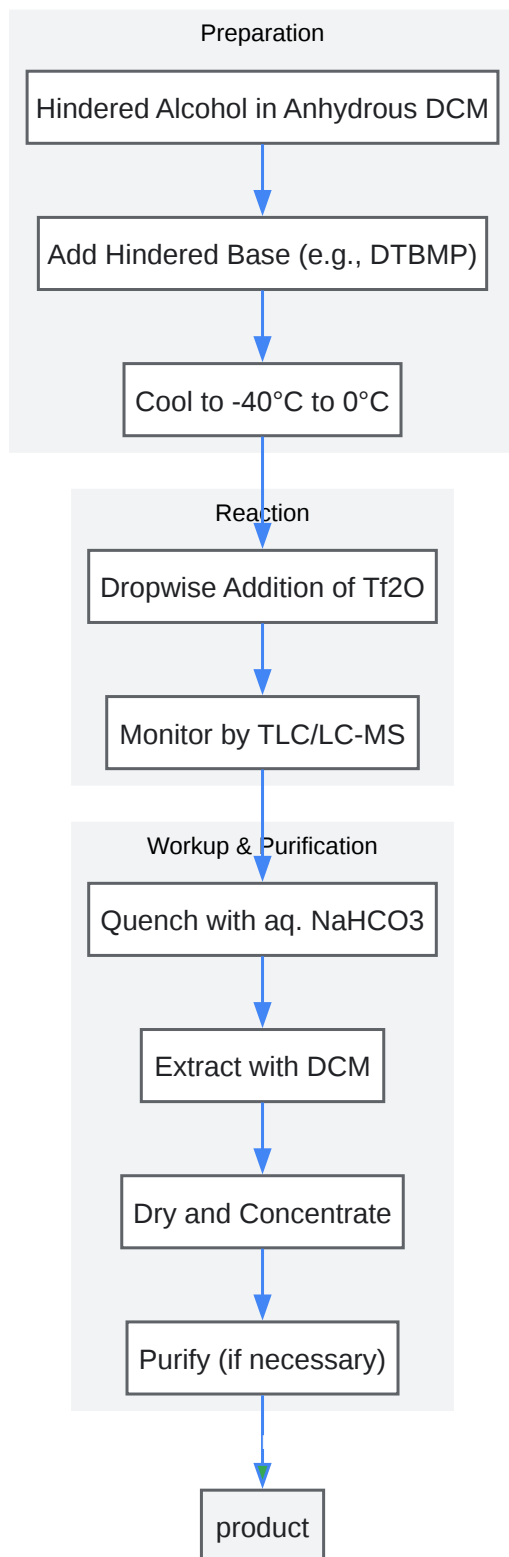 Preparation
Hindered Alcohol in Anhydrous DCM
Add Hindered Base (e.g., DTBMP)
Cool to -40°C to 0°C
Reaction
Dropwise Addition of Tf2O
Monitor by TLC/LC-MS
Workup & Purification
Quench with aq. NaHCO3
Extract with DCM
Dry and Concentrate
Purify (if necessary)
product